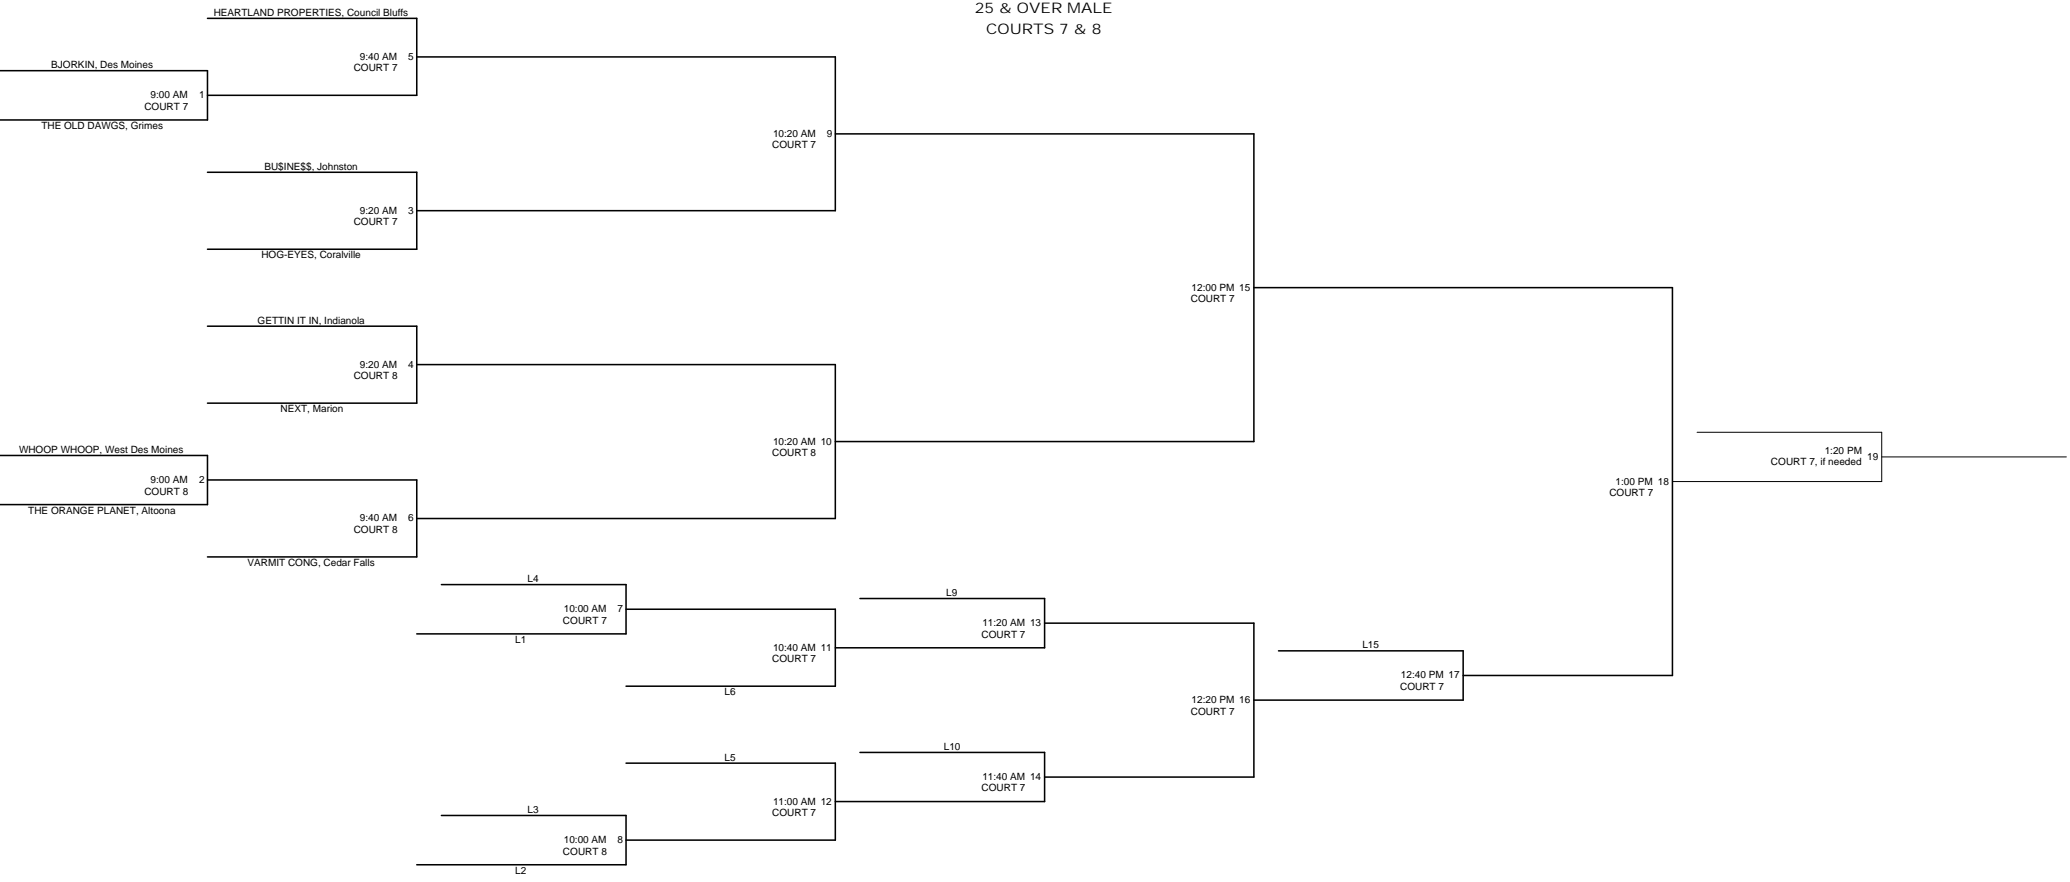 25 & OVER MALE
COURTS 7 & 8
HEARTLAND PROPERTIES, Council Bluffs
9:40 AM 5
COURT 7
BJORKIN, Des Moines
9:00 AM 1
COURT 7
THE OLD DAWGS, Grimes
10:20 AM 9
COURT 7
BU$INE$$, Johnston
9:20 AM 3
COURT 7
HOG-EYES, Coralville
12:00 PM 15
COURT 7
GETTIN IT IN, Indianola
9:20 AM 4
COURT 8
NEXT, Marion
10:20 AM 10
COURT 8
WHOOP WHOOP, West Des Moines
9:00 AM 2
COURT 8
THE ORANGE PLANET, Altoona
9:40 AM 6
COURT 8
VARMIT CONG, Cedar Falls
1:20 PM
COURT 7, if needed 19
1:00 PM 18
COURT 7
L4
10:00 AM 7
COURT 7
L1
L9
11:20 AM 13
COURT 7
10:40 AM 11
COURT 7
L6
L15
12:40 PM 17
COURT 7
12:20 PM 16
COURT 7
L5
L10
11:40 AM 14
COURT 7
11:00 AM 12
COURT 7
L3
10:00 AM 8
COURT 8
L2